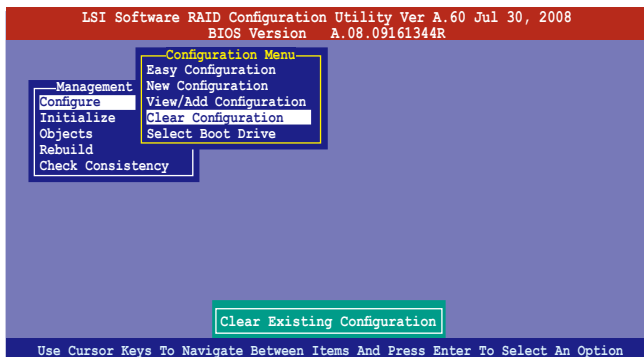 LSI Software RAID Configuration Utility Ver A.60 Jul 30, 2008
BIOS Version A.08.09161344R
Configuration Menu
Easy Configuration
New Configuration
View/Add Configuration
Clear Configuration
Select Boot Drive
Management
Configure
Initialize
Objects
Rebuild
Check Consistency
Clear Existing Configuration
Use Cursor Keys To Navigate Between Items And Press Enter To Select An Option